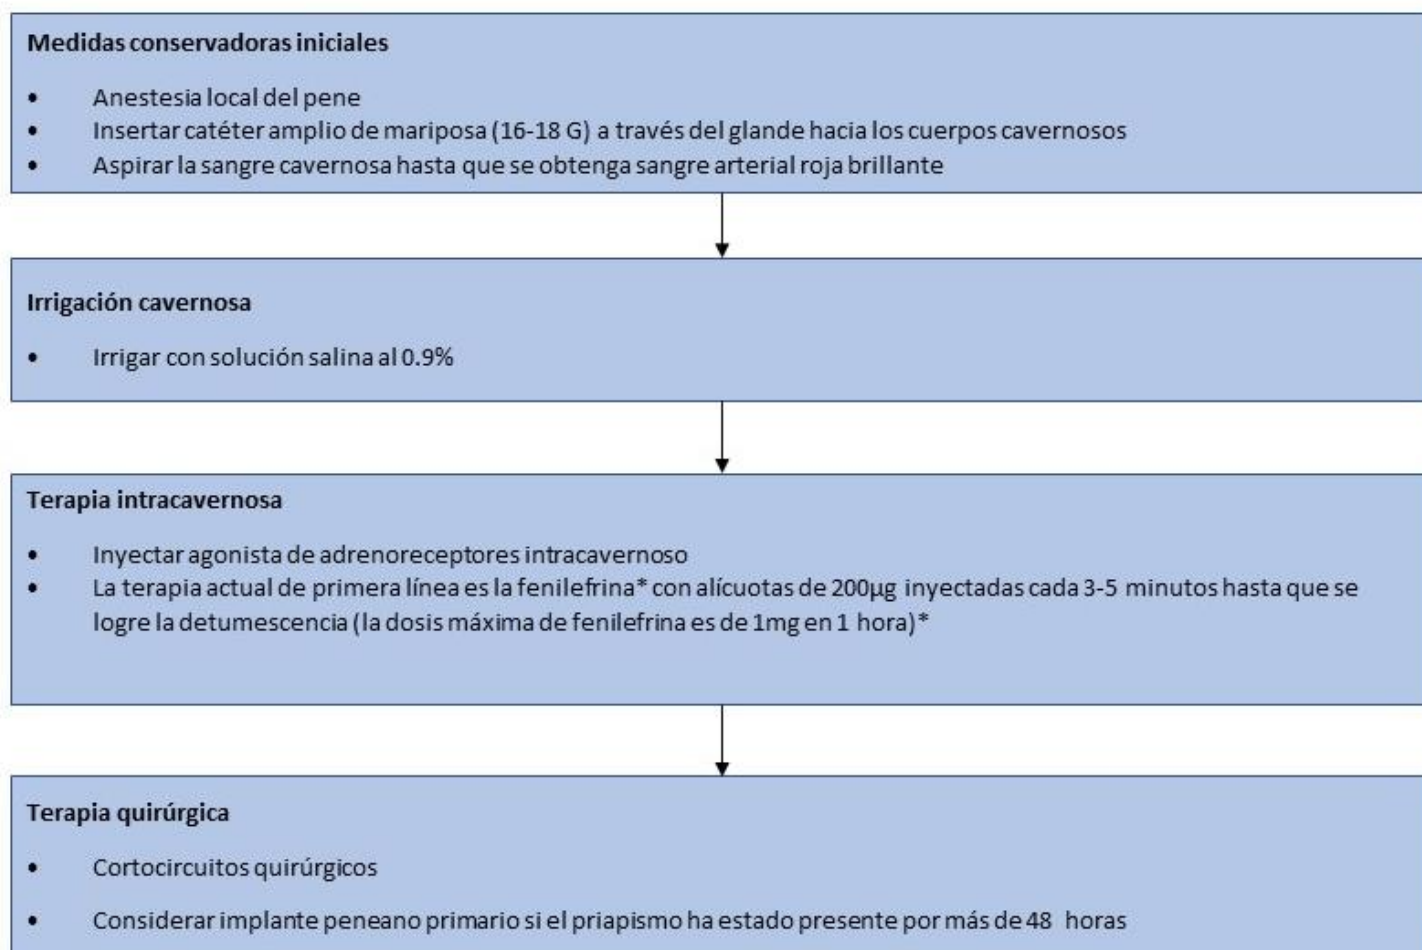 Medidas conservadoras iniciales
• Anestesia local del pene
• Insertar catéter amplio de mariposa (16-18 G) a través del glande hacia los cuerpos cavernosos
• Aspirar la sangre cavernosa hasta que se obtenga sangre arterial roja brillante
Irrigación cavernosa
• Irrigar con solución salina al 0.9%
Terapia intracavernosa
• Inyectar agonista de adrenoreceptores intracavernoso
• La terapia actual de primera línea es la fenilefrina* con alícuotas de 200µg inyectadas cada 3-5 minutos hasta que se
logre la detumescencia (la dosis máxima de fenilefrina es de 1mg en 1 hora)*
Terapia quirúrgica
• Cortocircuitos quirúrgicos
• Considerar implante peneano primario si el priapismo ha estado presente por más de 48 horas